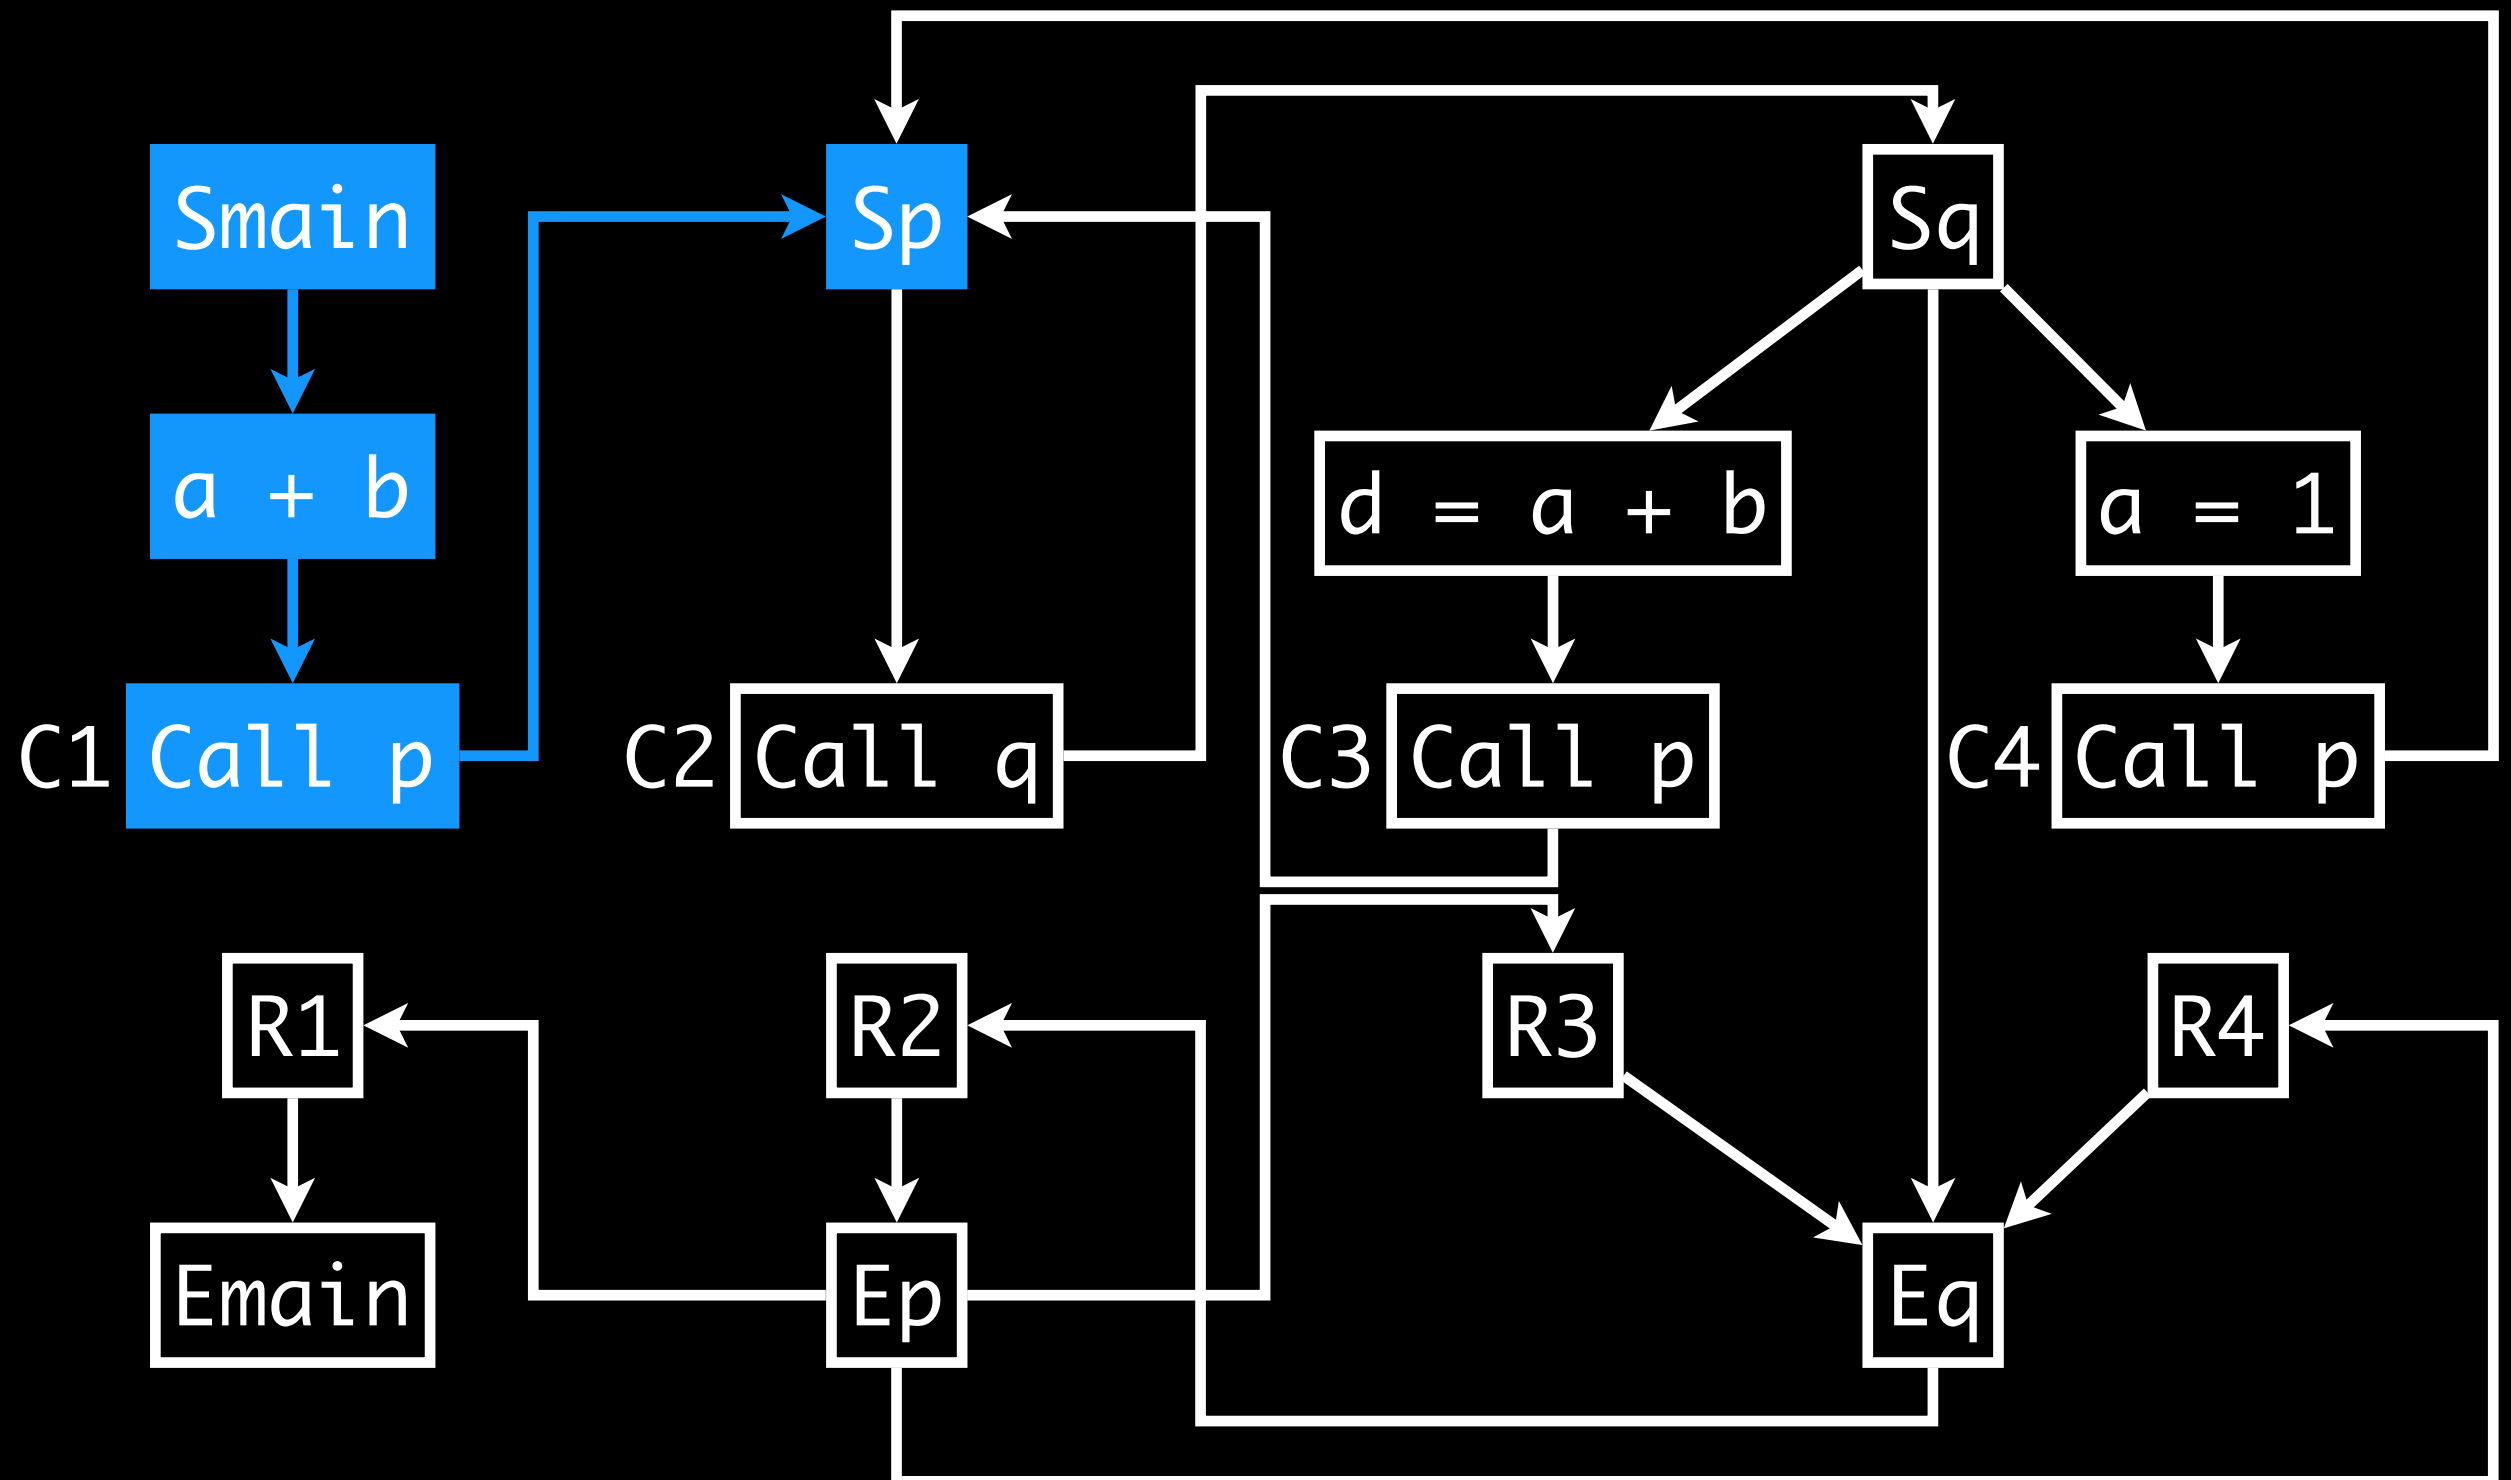 Smain
Sp
Sq
a + b
d = a + b
a = 1
C1 Call p
C2 Call q
C3 Call p
C4 Call p
R1
R2
R3
R4
Emain
Ep
Eq